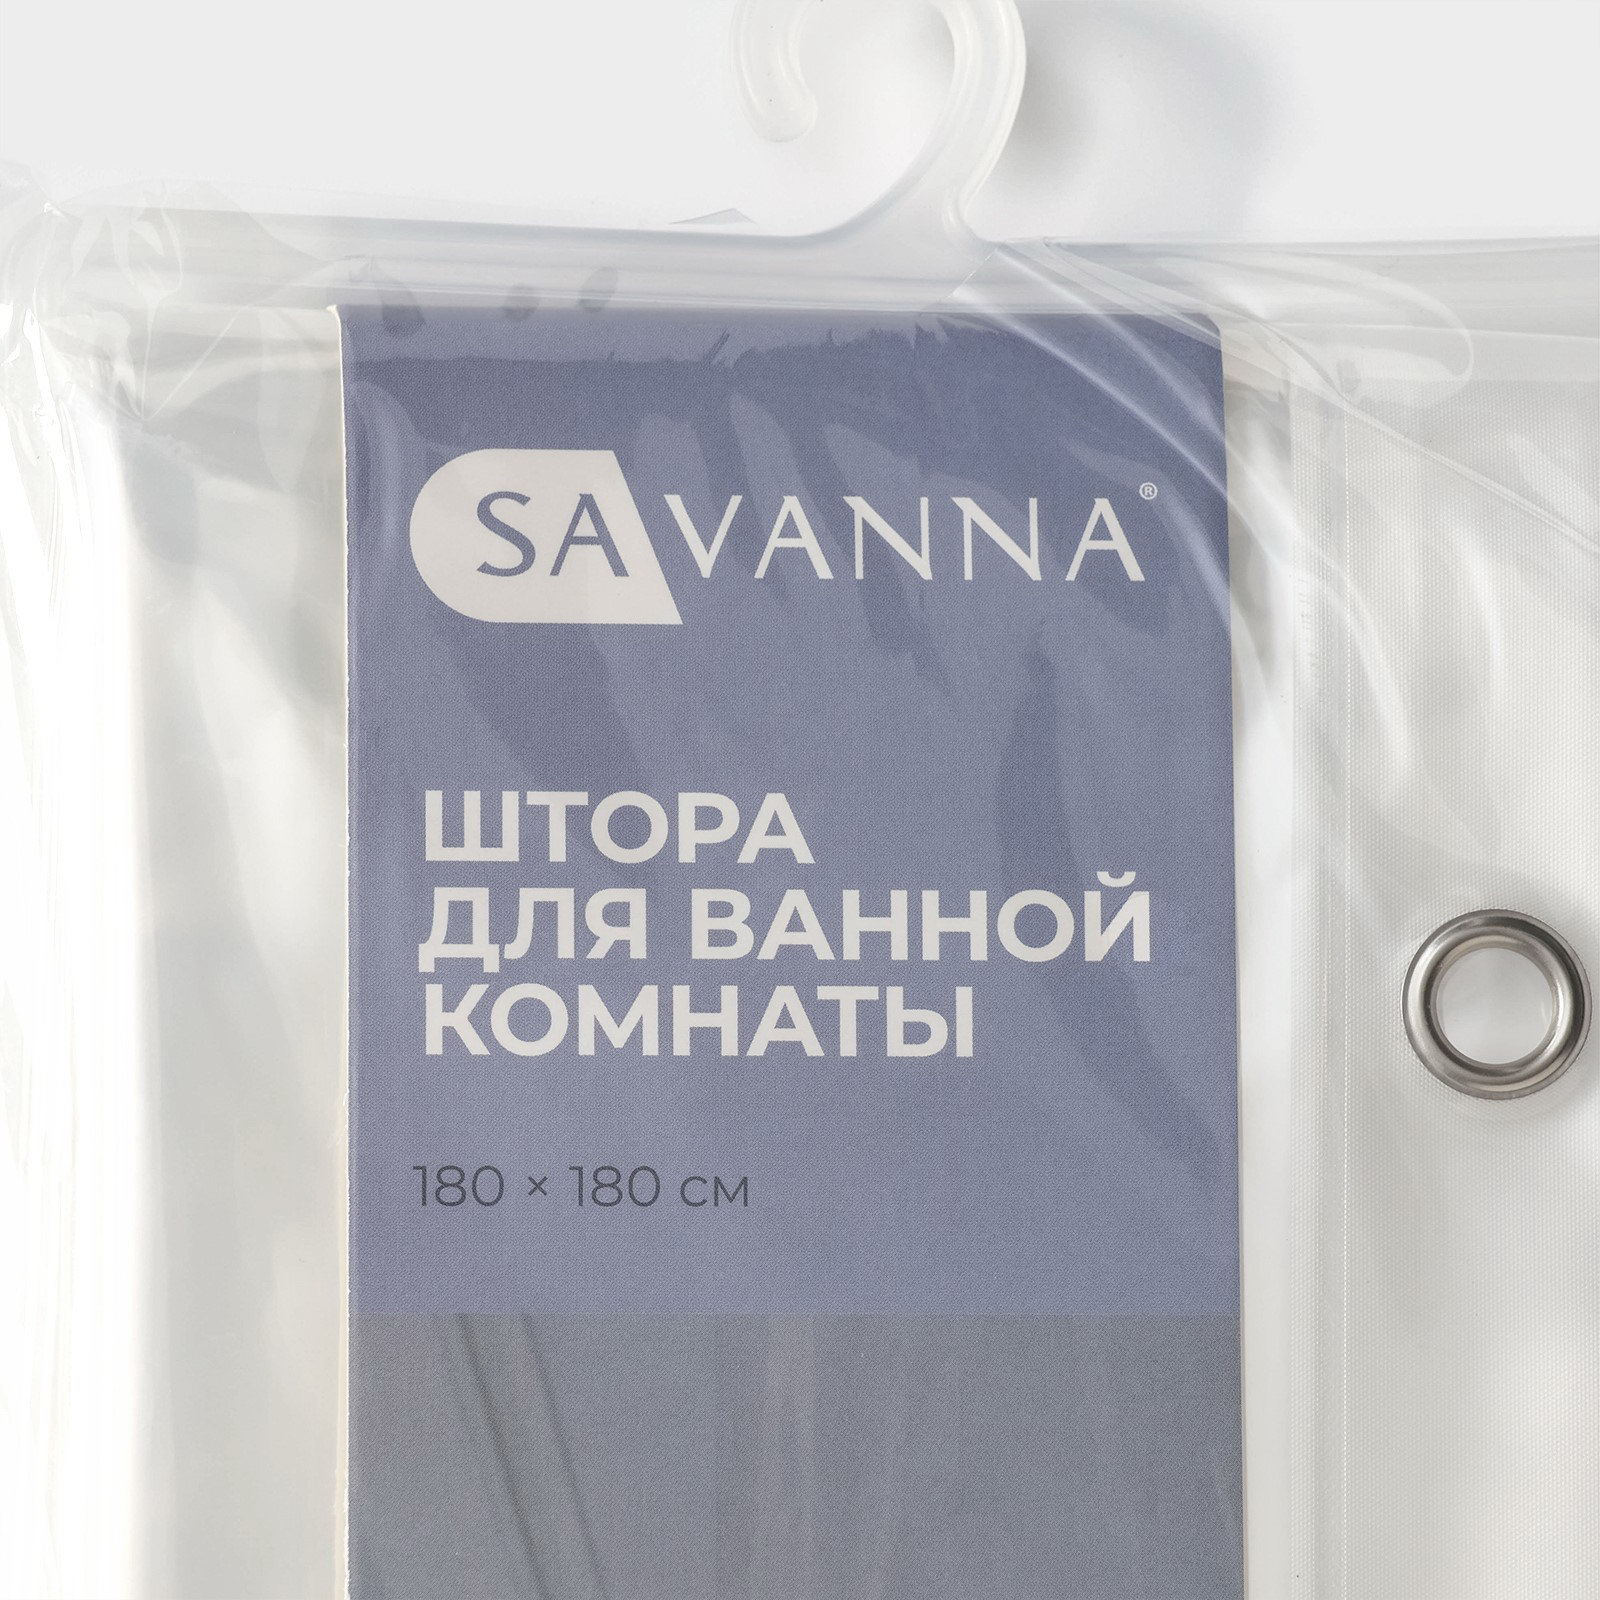 SAVANNA®
ШТОРА
ДЛЯ ВАННОЙ
КОМНАТЫ
180 × 180 см